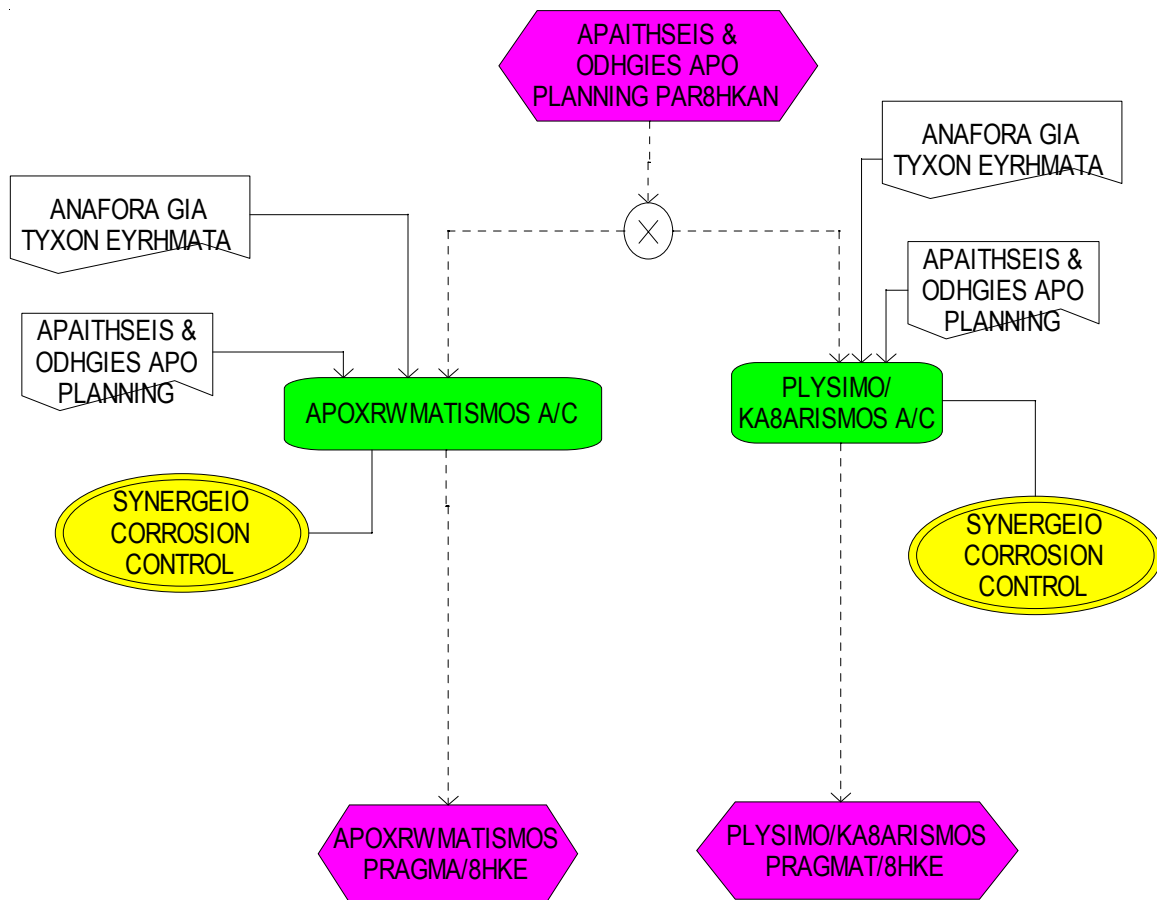 APAITHSEIS &
ODHGIES APO
PLANNING PAR8HKAN
ANAFORA GIA
TYXON EYRHMATA
ANAFORA GIA
TYXON EYRHMATA
APAITHSEIS &
ODHGIES APO
PLANNING
APAITHSEIS &
ODHGIES APO
PLANNING
APOXRWMATISMOS A/C
PLYSIMO/
KA8ARISMOS A/C
SYNERGEIO
CORROSION
CONTROL
SYNERGEIO
CORROSION
CONTROL
APOXRWMATISMOS
PRAGMA/8HKE
PLYSIMO/KA8ARISMOS
PRAGMAT/8HKE